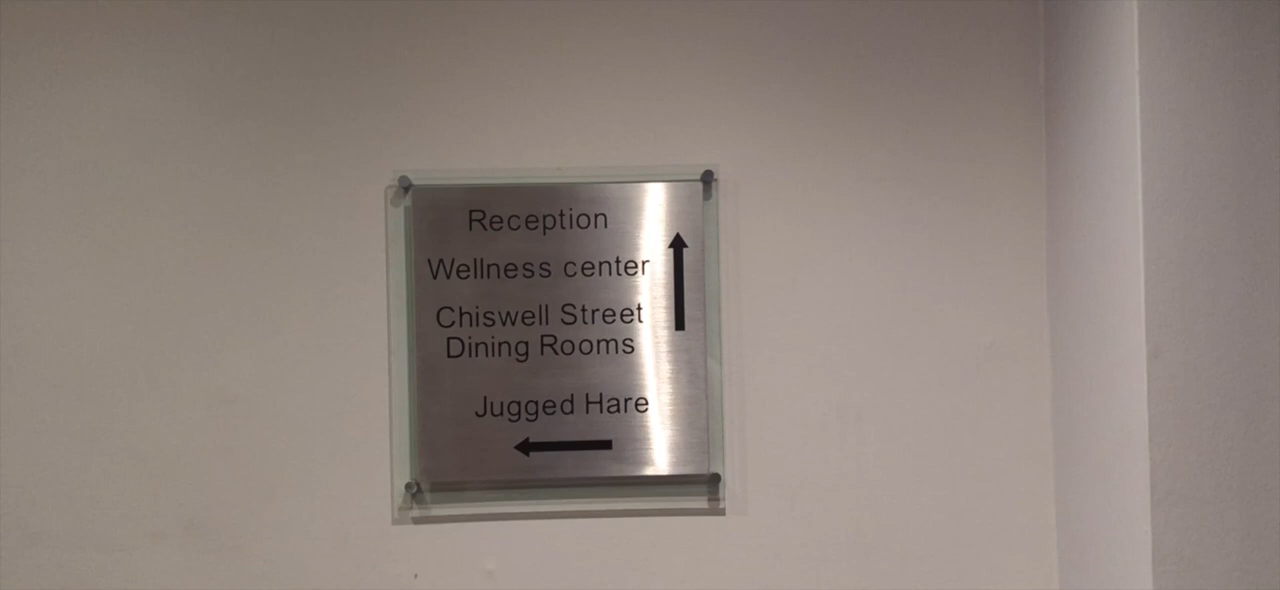 Reception
Wellness center
Chiswell Street
Dining Rooms
Jugged Hare